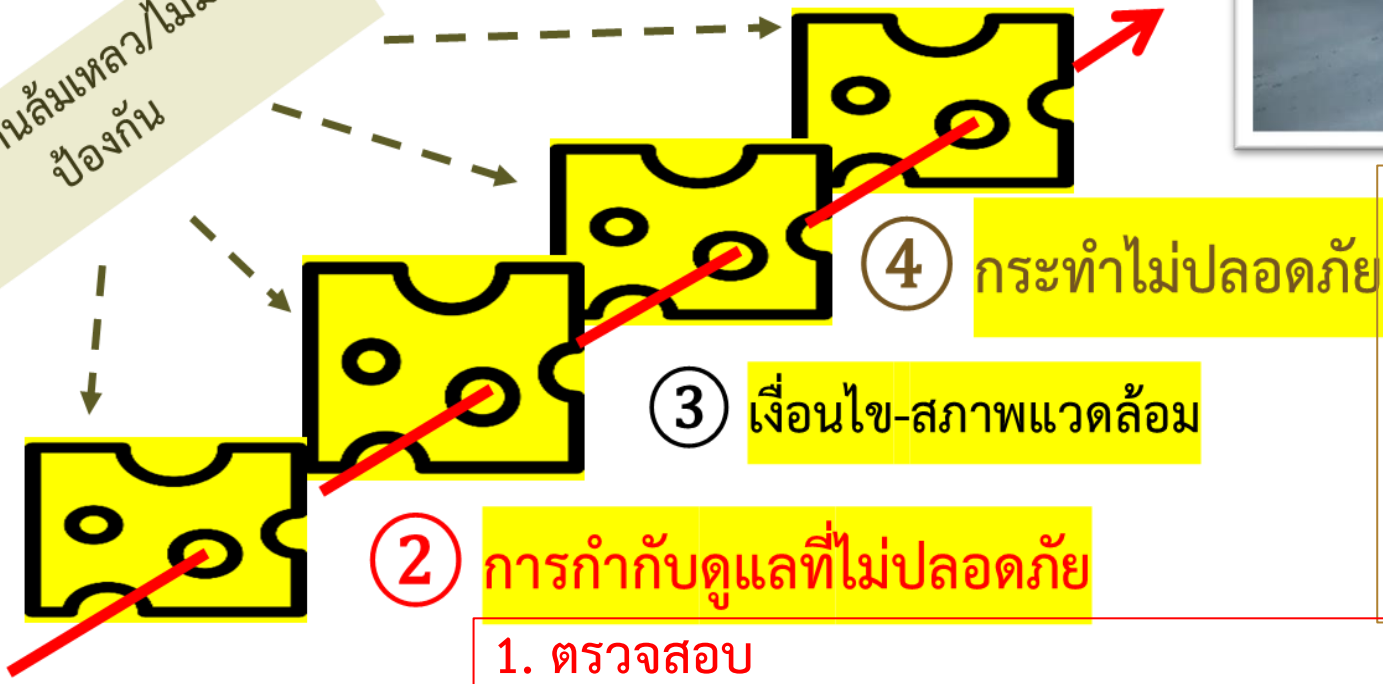 ป้องกัน
④ กระทำไม่ปลอดภัย
③ เงื่อนไข-สภาพแวดล้อม
② การกำกับดูแลที่ไม่ปลอดภัย
1. ตรวจสอบ